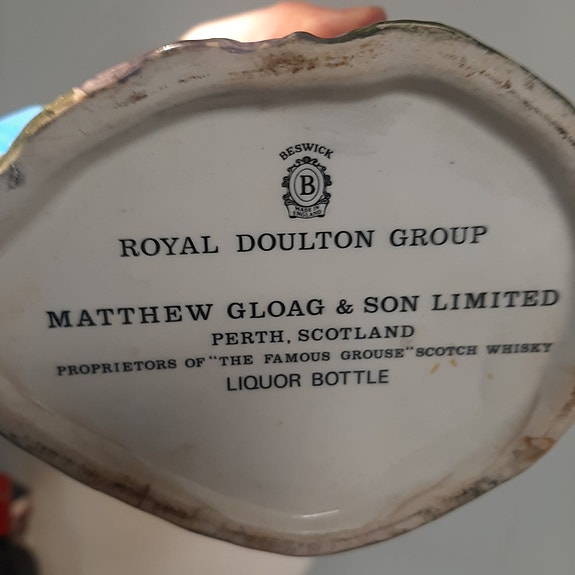 BESWICK
B
MADE IN
ENGLAND
ROYAL DOULTON GROUP
MATTHEW GLOAG & SON LIMITED
PERTH, SCOTLAND
PROPRIETORS OF "THE FAMOUS GROUSE" SCOTCH WHISKY
LIQUOR BOTTLE